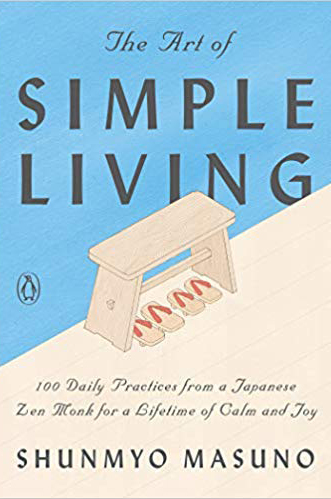 The Art of
SIMPLE
LIVING
100 Daily Practices from a Japanese
Zen Monk for a Lifetime of Calm and Joy
SHUNMYO MASUNO